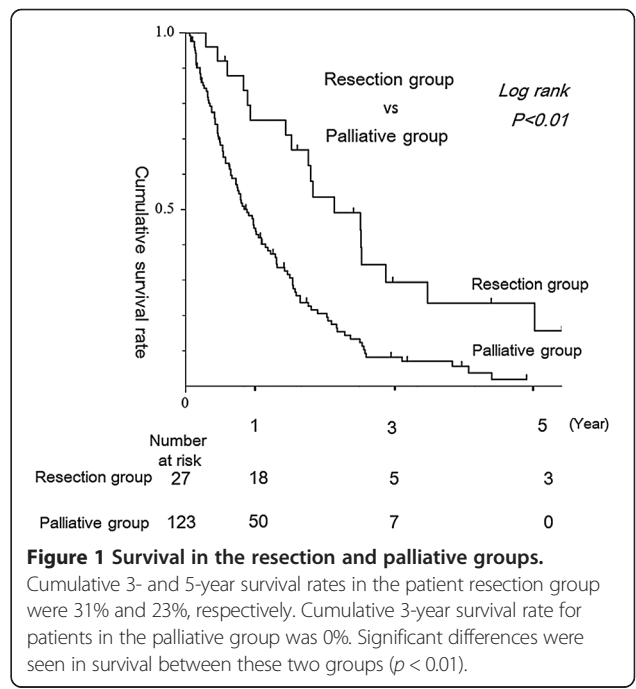 1.0
Resection group
vs
Palliative group
Log rank
P<0.01
Cumulative survival rate
0.5
Resection group
Palliative group
0
1 3 5 (Year)
Number
at risk
Resection group 27 18 5 3
Palliative group 123 50 7 0
Figure 1 Survival in the resection and palliative groups.
Cumulative 3- and 5-year survival rates in the patient resection group
were 31% and 23%, respectively. Cumulative 3-year survival rate for
patients in the palliative group was 0%. Significant differences were
seen in survival between these two groups (p < 0.01).